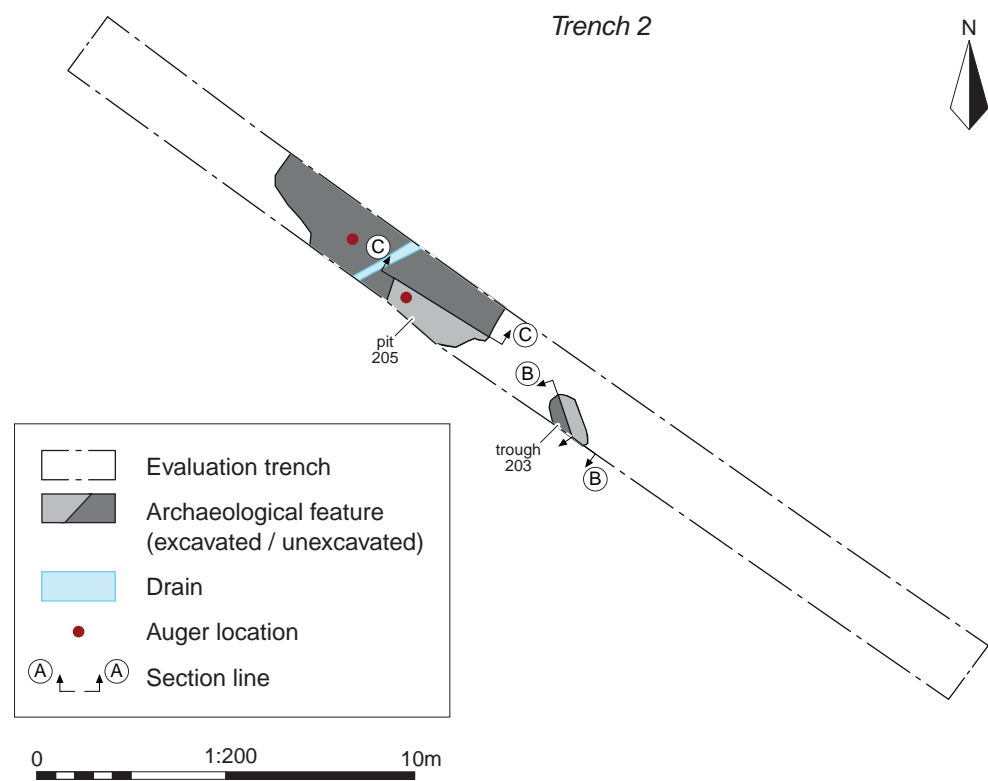 Trench 2
N
C
pit
205
C
B
trough
203
B
Evaluation trench
Archaeological feature
(excavated / unexcavated)
Drain
Auger location
A A
Section line
0 1:200 10m